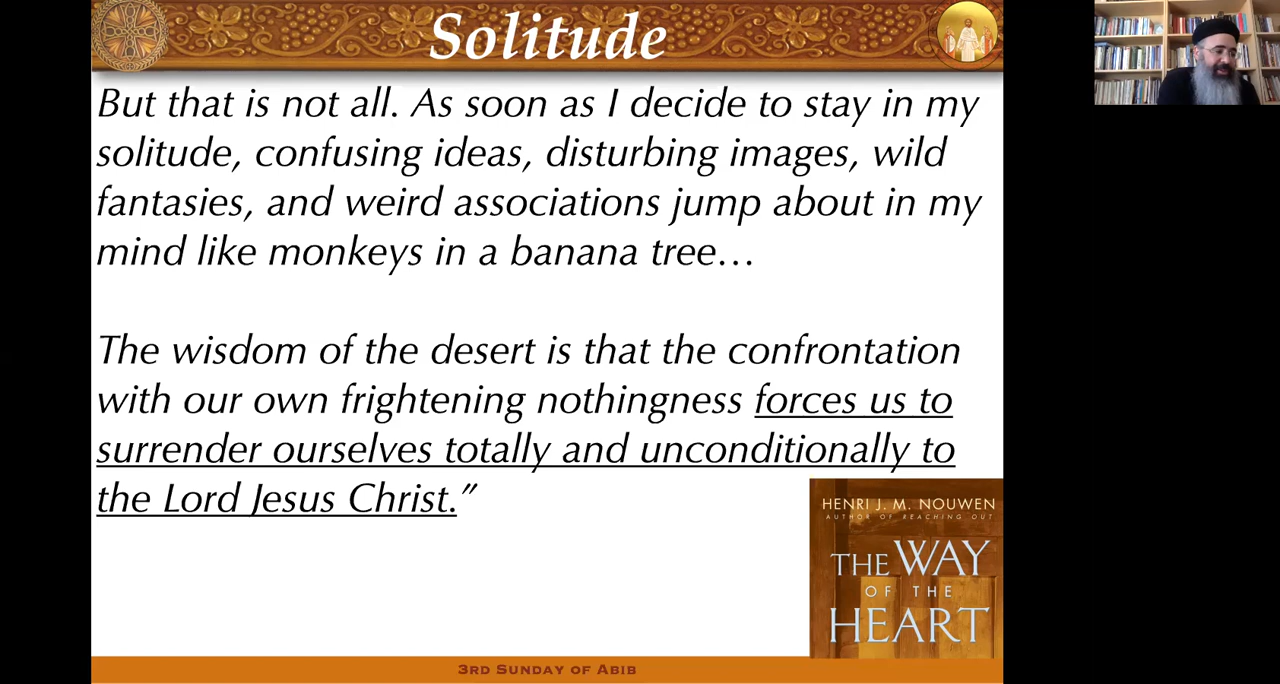 Solitude
But that is not all. As soon as I decide to stay in my
solitude, confusing ideas, disturbing images, wild
fantasies, and weird associations jump about in my
mind like monkeys in a banana tree…
The wisdom of the desert is that the confrontation
with our own frightening nothingness forces us to
surrender ourselves totally and unconditionally to
the Lord Jesus Christ.”
HENRI J. M. NOUWEN
AUTHOR OF REACHING OUT
THE WAY
OF THE
HEART
3RD SUNDAY OF ABIB